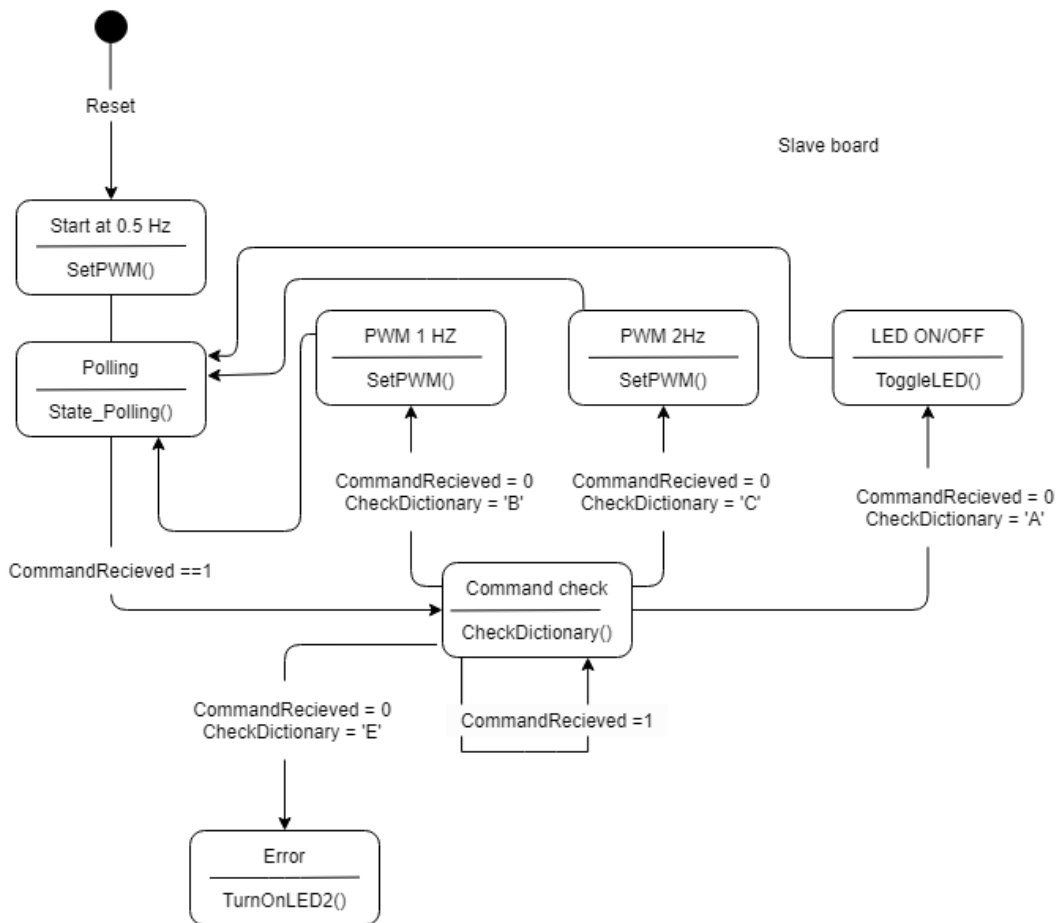 Reset
Slave board
Start at 0.5 Hz
SetPWM()
Polling
State_Polling()
PWM 1 HZ
SetPWM()
PWM 2Hz
SetPWM()
LED ON/OFF
ToggleLED()
CommandRecieved = 0
CheckDictionary = 'B'
CommandRecieved = 0
CheckDictionary = 'C'
CommandRecieved = 0
CheckDictionary = 'A'
CommandRecieved ==1
Command check
CheckDictionary()
CommandRecieved = 0
CheckDictionary = 'E'
CommandRecieved =1
Error
TurnOnLED2()